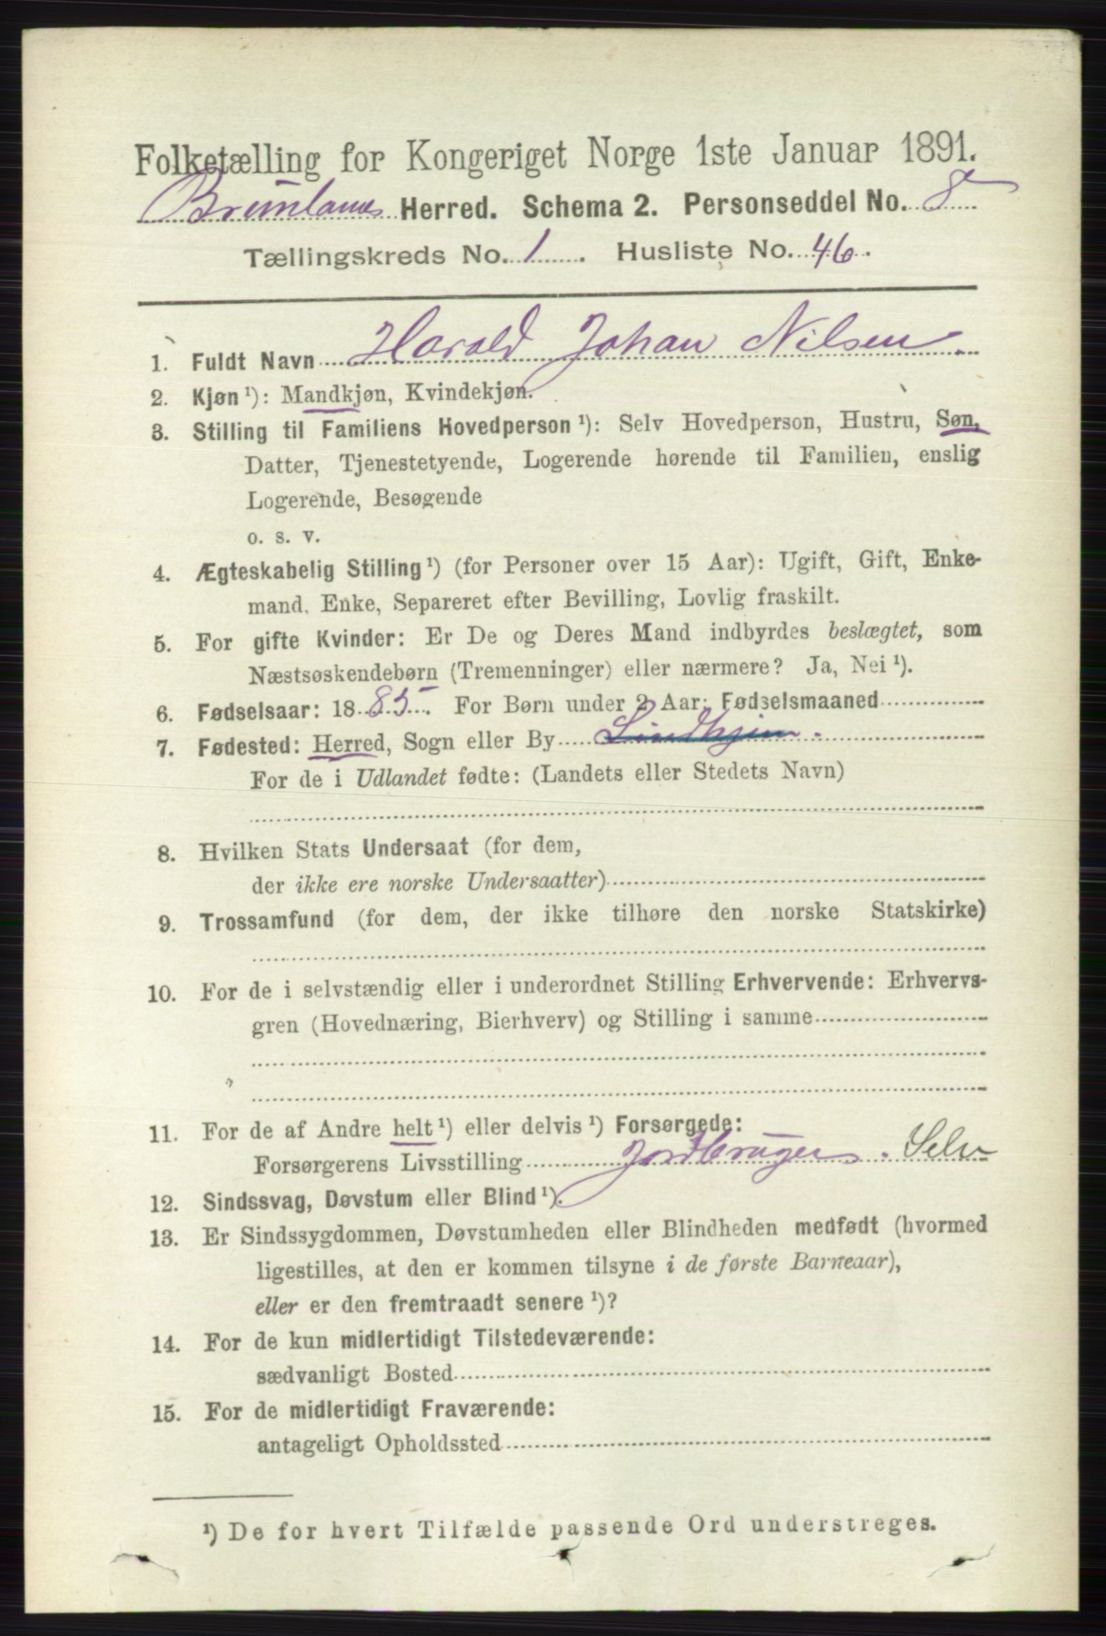 Folketælling for Kongeriget Norge 1ste Januar 1891.
Brunlanes Herred. Schema 2. Personseddel No. 8
Tællingskreds No. 1. Husliste No. 46.
1. Fuldt Navn Harald Johan Nilsen.
2. Kjøn ¹): Mandkjøn, Kvindekjøn.
3. Stilling til Familiens Hovedperson ¹): Selv Hovedperson, Hustru, Søn,
Datter, Tjenestetyende, Logerende hørende til Familien, enslig
Logerende, Besøgende
o. s. v.
4. Ægteskabelig Stilling ¹) (for Personer over 15 Aar): Ugift, Gift, Enke-
mand, Enke, Separeret efter Bevilling, Lovlig fraskilt.
5. For gifte Kvinder: Er De og Deres Mand indbyrdes beslægtet, som
Næstsøskendebørn (Tremenninger) eller nærmere? Ja, Nei ¹).
6. Fødselsaar: 1885. For Børn under 2 Aar: Fødselsmaaned
7. Fødested: Herred, Sogn eller By
For de i Udlandet fødte: (Landets eller Stedets Navn)
8. Hvilken Stats Undersaat (for dem,
der ikke ere norske Undersaatter)
9. Trossamfund (for dem, der ikke tilhøre den norske Statskirke)
10. For de i selvstændig eller i underordnet Stilling Erhvervende: Erhvervs-
gren (Hovednæring, Bierhverv) og Stilling i samme
11. For de af Andre helt ¹) eller delvis ¹) Forsørgede:
Forsørgerens Livsstilling Jordbruger. Selv
12. Sindssvag, Døvstum eller Blind ¹).
13. Er Sindssygdommen, Døvstumheden eller Blindheden medfødt (hvormed
ligestilles, at den er kommen tilsyne i de første Barneaar),
eller er den fremtraadt senere ¹)?
14. For de kun midlertidigt Tilstedeværende:
sædvanligt Bosted
15. For de midlertidigt Fraværende:
antageligt Opholdssted
¹) De for hvert Tilfælde passende Ord understreges.